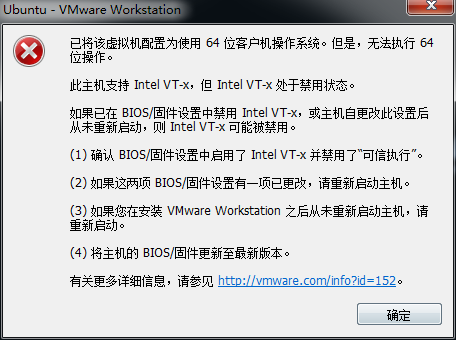 Ubuntu - VMware Workstation
已将该虚拟机配置为使用 64 位客户机操作系统。但是，无法执行 64
位操作。
此主机支持 Intel VT-x，但 Intel VT-x 处于禁用状态。
如果已在 BIOS/固件设置中禁用 Intel VT-x，或主机自更改此设置后
从未重新启动，则 Intel VT-x 可能被禁用。
(1) 确认 BIOS/固件设置中启用了 Intel VT-x 并禁用了“可信执行”。
(2) 如果这两项 BIOS/固件设置有一项已更改，请重新启动主机。
(3) 如果您在安装 VMware Workstation 之后从未重新启动主机，请
重新启动。
(4) 将主机的 BIOS/固件更新至最新版本。
有关更多详细信息，请参见 http://vmware.com/info?id=152。
确定